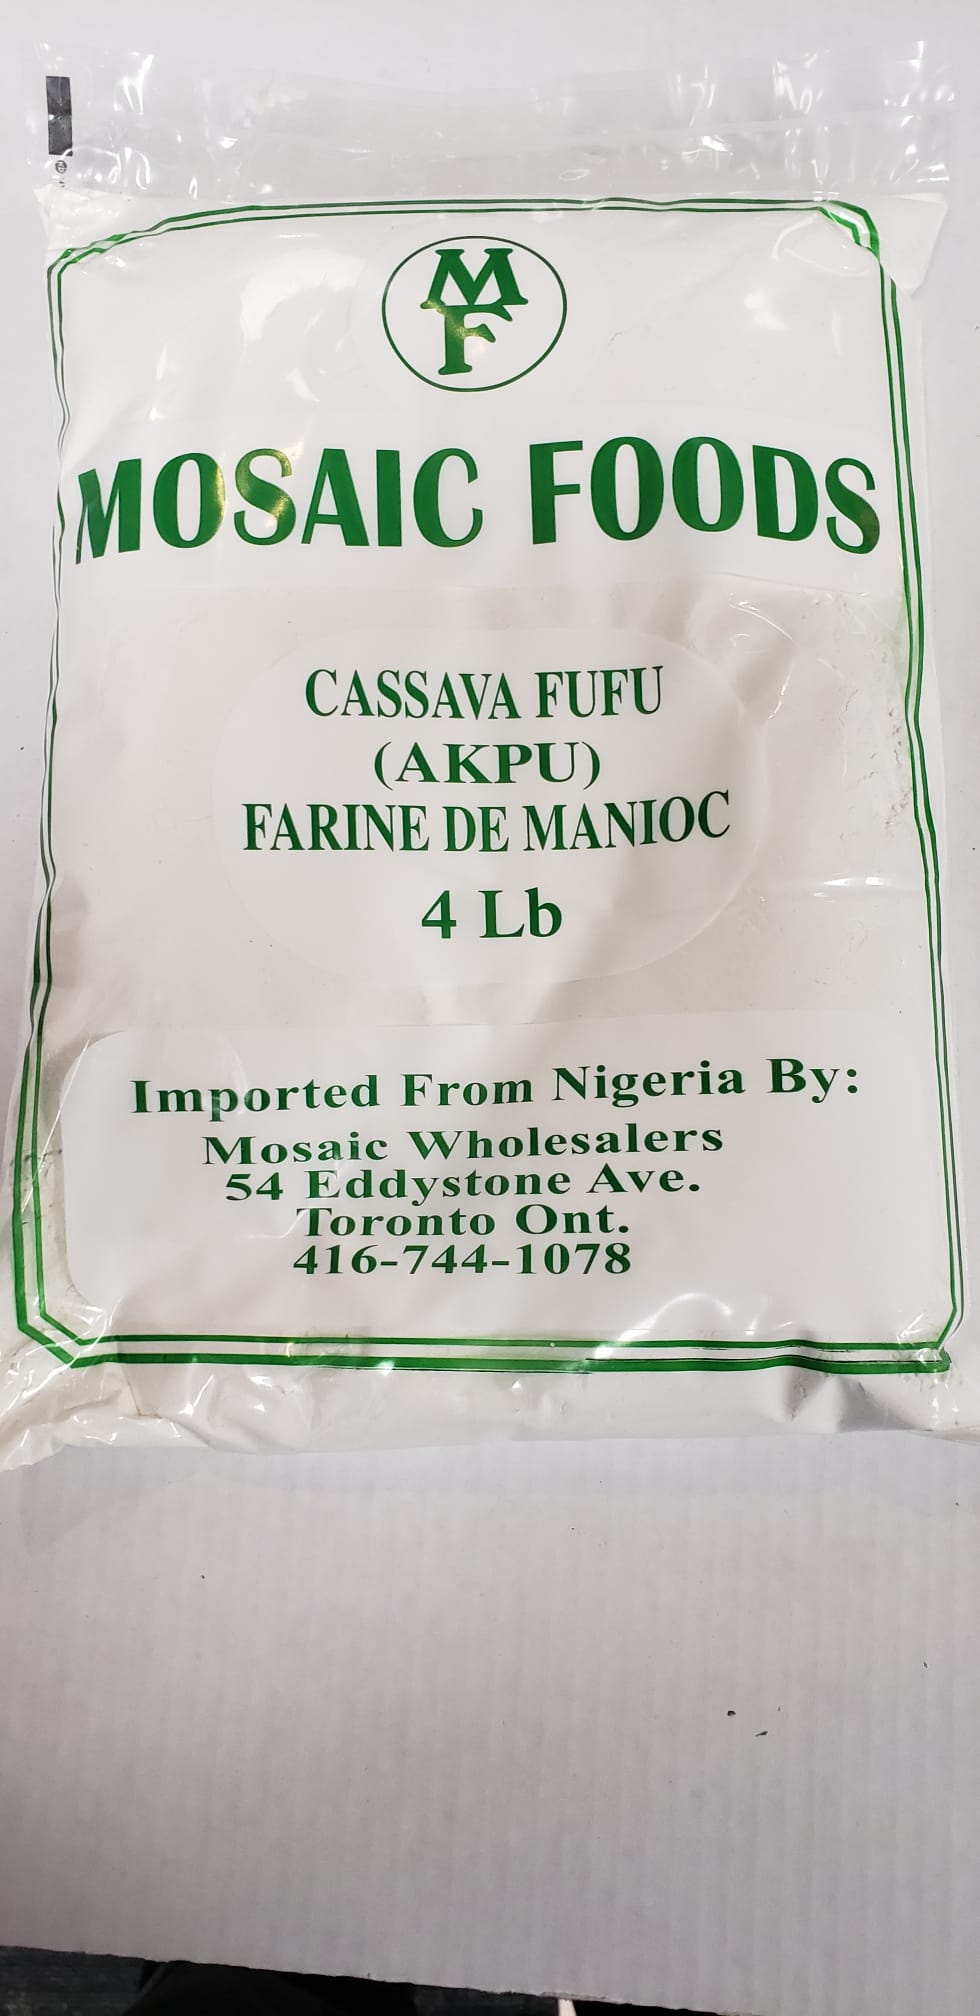 MF
MOSAIC FOODS
CASSAVA FUFU
(AKPU)
FARINE DE MANIOC
4 Lb
Imported From Nigeria By:
Mosaic Wholesalers
54 Eddystone Ave.
Toronto Ont.
416-744-1078